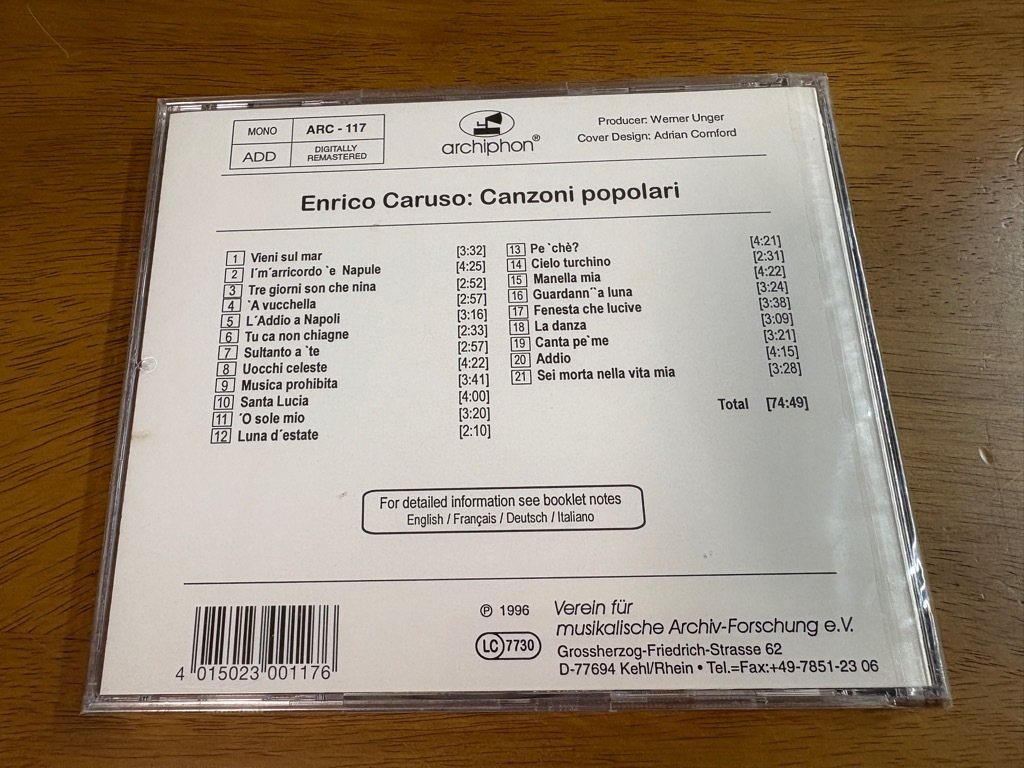 MONO
ARC - 117
ADD
DIGITALLY
REMASTERED
archiphon®
Producer: Werner Unger
Cover Design: Adrian Cornford
Enrico Caruso: Canzoni popolari
1 Vieni sul mar [3:32]
2 I´m´arricordo `e Napule [4:25]
3 Tre giorni son che nina [2:52]
4 `A vucchella [2:57]
5 L´Addio a Napoli [3:16]
6 Tu ca non chiagne [2:33]
7 Sultanto a `te [2:57]
8 Uocchi celeste [4:22]
9 Musica prohibita [3:41]
10 Santa Lucia [4:00]
11 ´O sole mio [3:20]
12 Luna d´estate [2:10]
13 Pe `chè? [4:21]
14 Cielo turchino [2:31]
15 Manella mia [4:22]
16 Guardann´`a luna [3:24]
17 Fenesta che lucive [3:38]
18 La danza [3:09]
19 Canta pe`me [3:21]
20 Addio [4:15]
21 Sei morta nella vita mia [3:28]
Total [74:49]
For detailed information see booklet notes
English / Français / Deutsch / Italiano
4 015023 001176
℗ 1996
LC 7730
Verein für
musikalische Archiv-Forschung e.V.
Grossherzog-Friedrich-Strasse 62
D-77694 Kehl/Rhein • Tel.=Fax:+49-7851-23 06